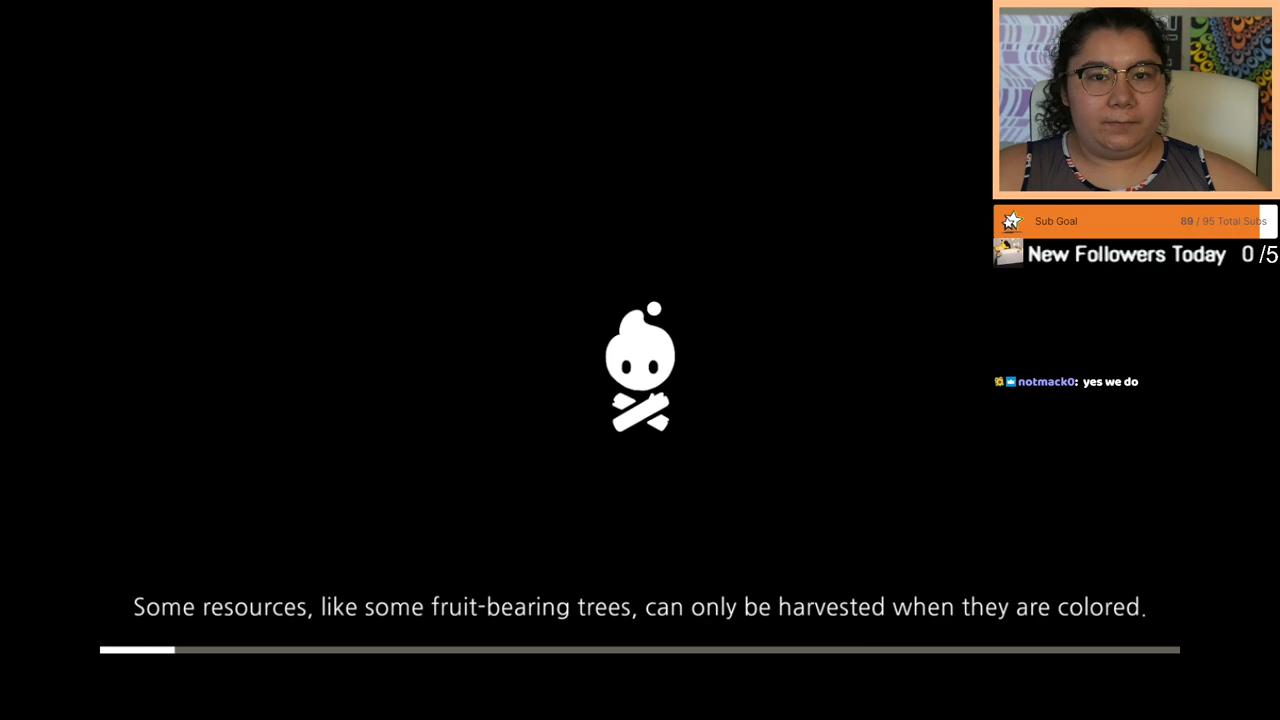 Sub Goal 89 / 95 Total Subs
New Followers Today 0 /5
notmack0: yes we do
Some resources, like some fruit-bearing trees, can only be harvested when they are colored.